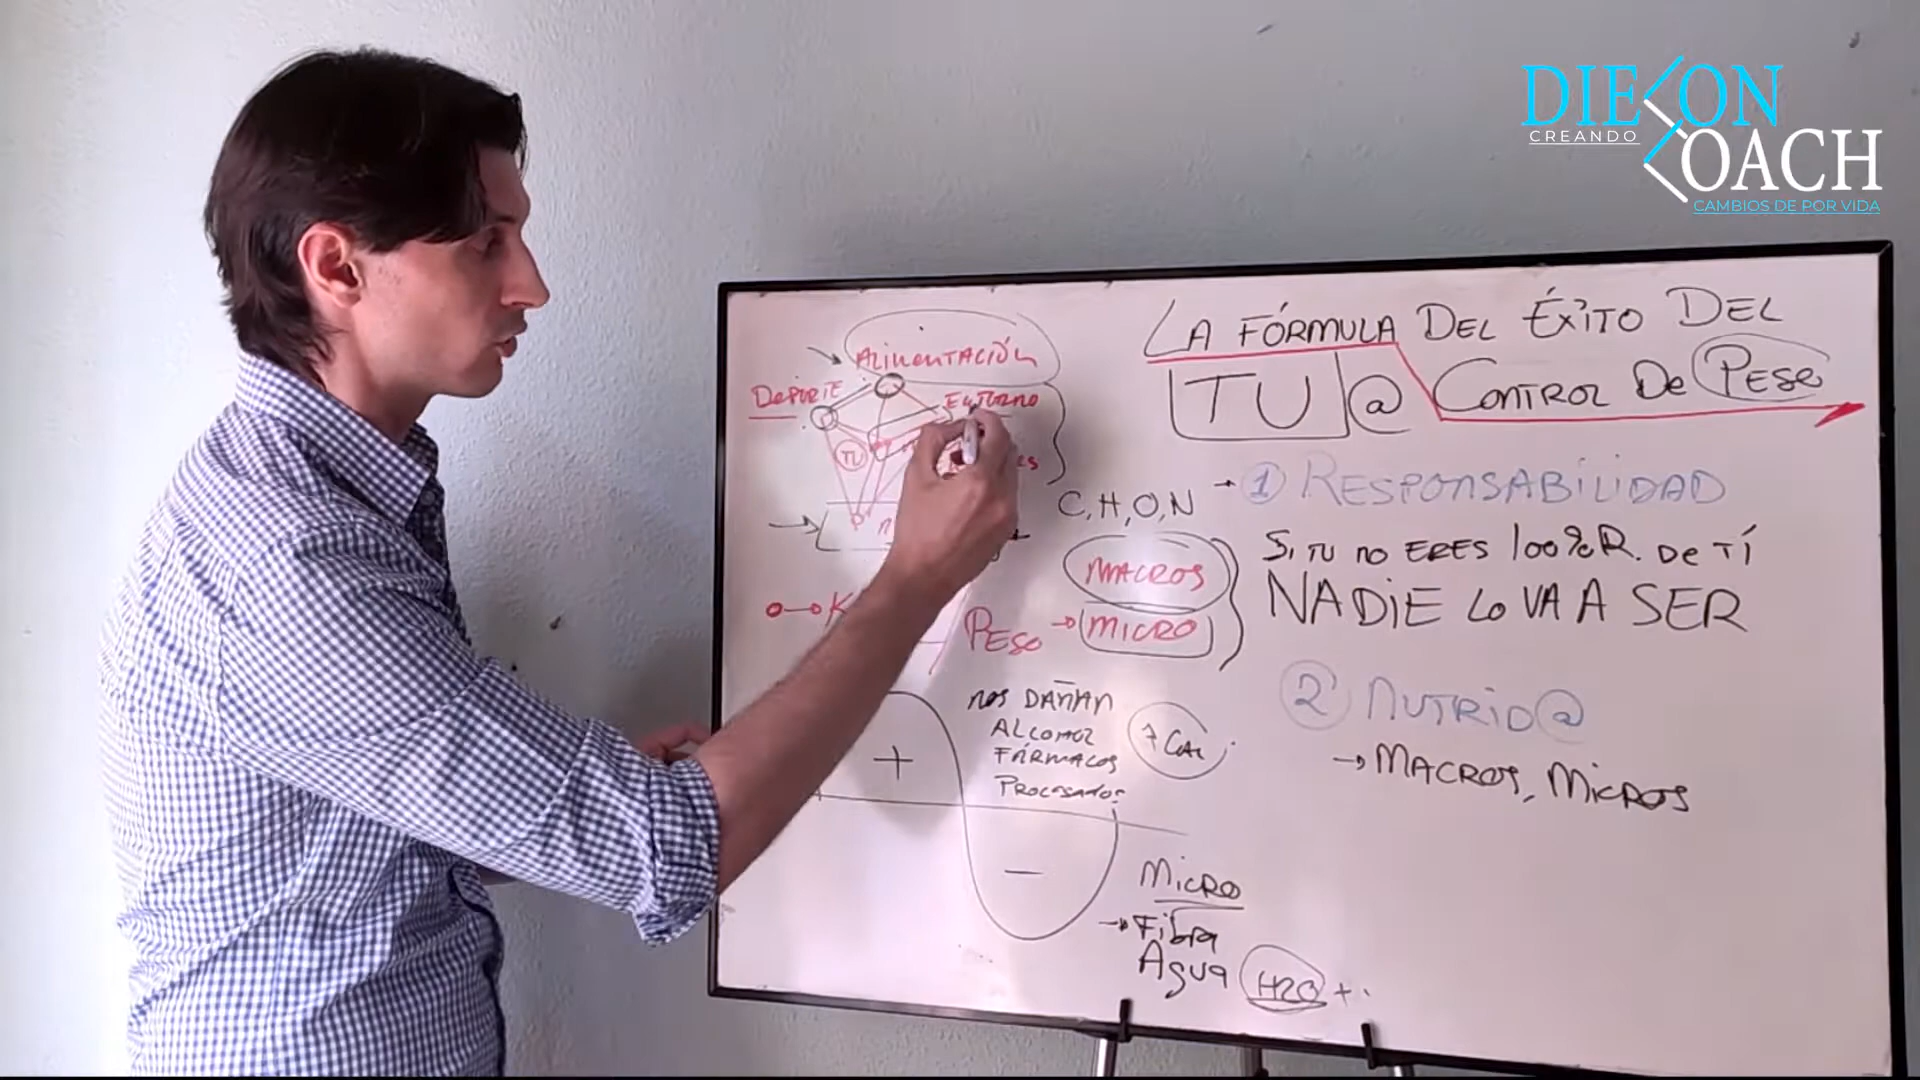 DIEXON
CREANDO
COACH
CAMBIOS DE POR VIDA
LA FÓRMULA DEL ÉXITO DEL
TU @ CONTROL DE PESO
ALIMENTACIÓN
DEPORTE
ENTORNO
TU
C, H, O, N
→ 1 RESPONSABILIDAD
SI TU NO ERES 100% R. DE TÍ
NADIE LO VA A SER
MACROS
PESO → MICRO
2 NUTRID@
→ MACROS, MICROS
NOS DAÑAN
ALCOHOL
FÁRMACOS
PROCESADOS
7 CAL
+
−
MICRO
→ Fibra
Agua H2O +